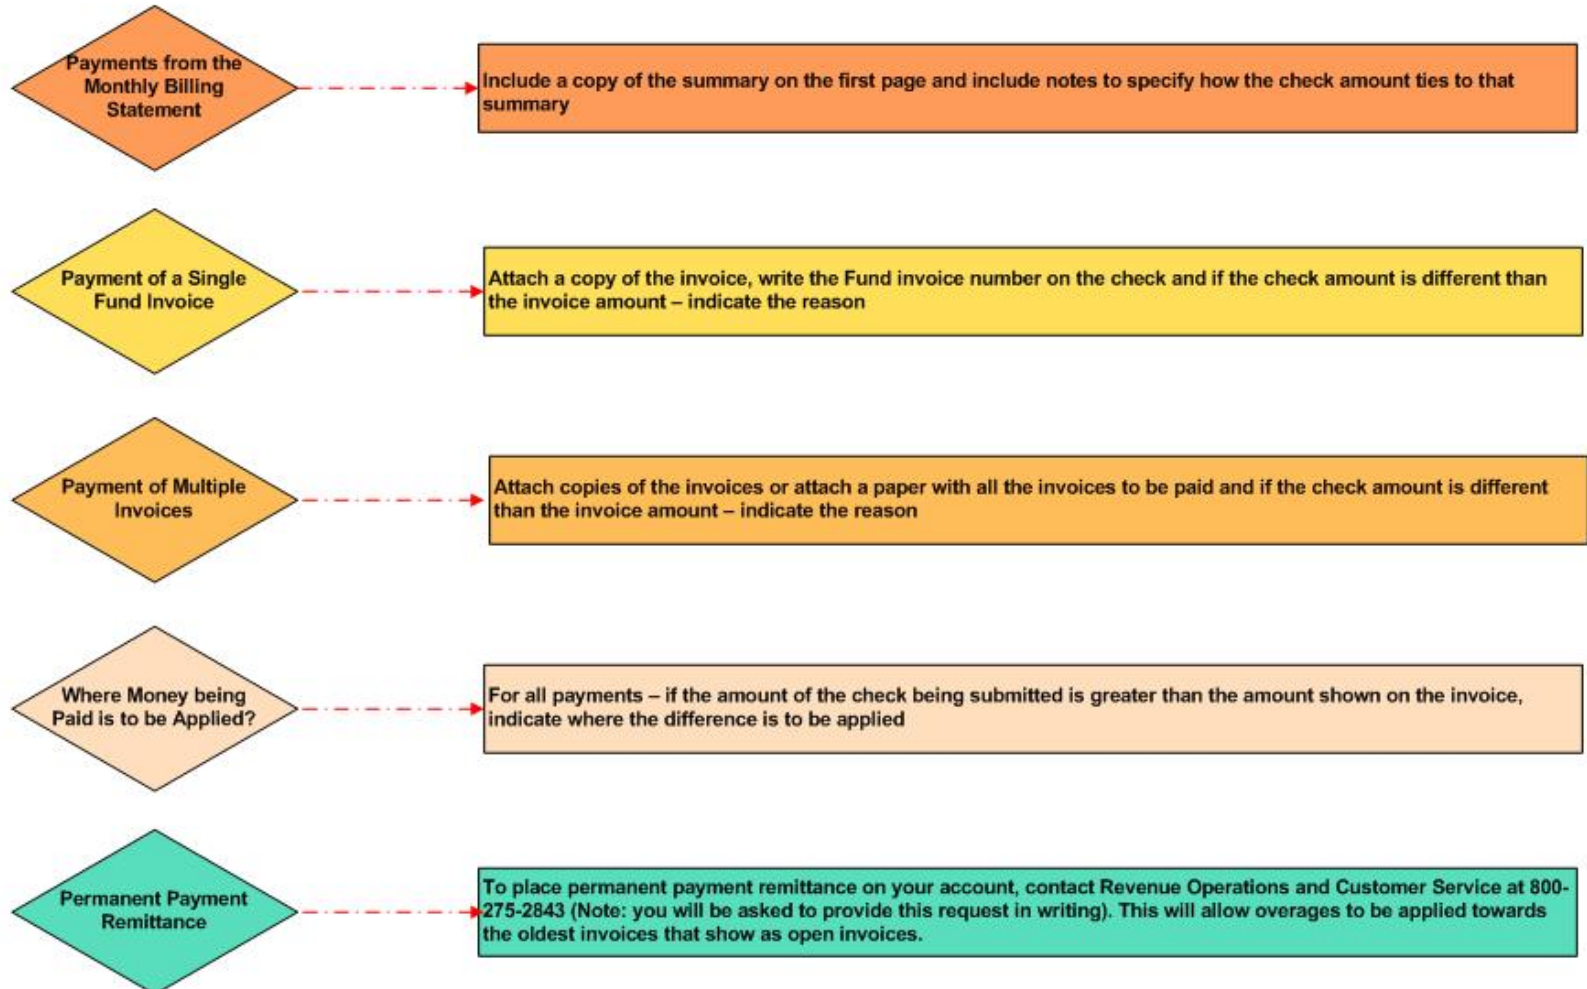 Payments from the
Monthly Billing
Statement
Include a copy of the summary on the first page and include notes to specify how the check amount ties to that
summary
Payment of a Single
Fund Invoice
Attach a copy of the invoice, write the Fund invoice number on the check and if the check amount is different than
the invoice amount – indicate the reason
Payment of Multiple
Invoices
Attach copies of the invoices or attach a paper with all the invoices to be paid and if the check amount is different
than the invoice amount – indicate the reason
Where Money being
Paid is to be Applied?
For all payments – if the amount of the check being submitted is greater than the amount shown on the invoice,
indicate where the difference is to be applied
Permanent Payment
Remittance
To place permanent payment remittance on your account, contact Revenue Operations and Customer Service at 800-
275-2843 (Note: you will be asked to provide this request in writing). This will allow overages to be applied towards
the oldest invoices that show as open invoices.